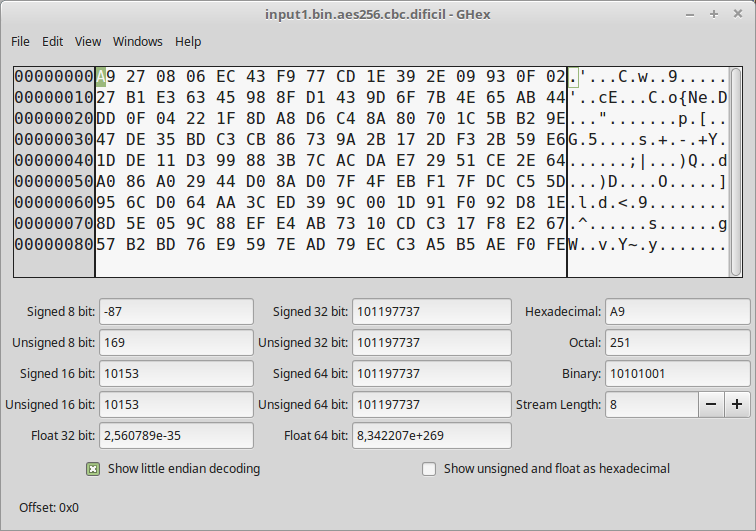 input1.bin.aes256.cbc.dificil - GHex
File Edit View Windows Help
00000000 A9 27 08 06 EC 43 F9 77 CD 1E 39 2E 09 93 0F 02 .'...C.w..9.....
00000010 27 B1 E3 63 45 98 8F D1 43 9D 6F 7B 4E 65 AB 44 '..cE...C.o{Ne.D
00000020 DD 0F 04 22 1F 8D A8 D6 C4 8A 80 70 1C 5B B2 9E ...".......p.[..
00000030 47 DE 35 BD C3 CB 86 73 9A 2B 17 2D F3 2B 59 E6 G.5....s.+.-.+Y.
00000040 1D DE 11 D3 99 88 3B 7C AC DA E7 29 51 CE 2E 64 ......;|...)Q..d
00000050 A0 86 A0 29 44 D0 8A D0 7F 4F EB F1 7F DC C5 5D ...)D....O.....]
00000060 95 6C D0 64 AA 3C ED 39 9C 00 1D 91 F0 92 D8 1E .l.d.<.9........
00000070 8D 5E 05 9C 88 EF E4 AB 73 10 CD C3 17 F8 E2 67 .^......s......g
00000080 57 B2 BD 76 E9 59 7E AD 79 EC C3 A5 B5 AE F0 FE W..v.Y~.y.......
Signed 8 bit: -87 Signed 32 bit: 101197737 Hexadecimal: A9
Unsigned 8 bit: 169 Unsigned 32 bit: 101197737 Octal: 251
Signed 16 bit: 10153 Signed 64 bit: 101197737 Binary: 10101001
Unsigned 16 bit: 10153 Unsigned 64 bit: 101197737 Stream Length: 8
Float 32 bit: 2,560789e-35 Float 64 bit: 8,342207e+269
Show little endian decoding Show unsigned and float as hexadecimal
Offset: 0x0